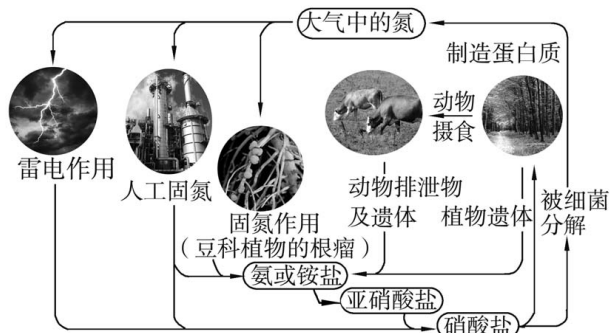 大气中的氮
制造蛋白质
动物
摄食
雷电作用
人工固氮
固氮作用
（豆科植物的根瘤）
动物排泄物
及遗体
植物遗体
被细菌
分解
氨或铵盐
亚硝酸盐
硝酸盐